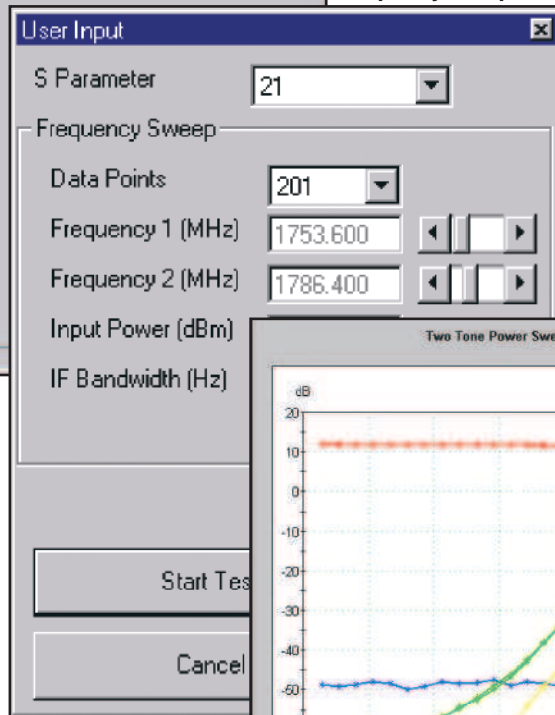 User Input
S Parameter 21
Frequency Sweep
Data Points 201
Frequency 1 (MHz) 1753.600
Frequency 2 (MHz) 1786.400
Input Power (dBm)
IF Bandwidth (Hz)
Start Tes
Cancel
Two Tone Power Swe
dB
20
10
0
-10
-20
-30
-40
-50